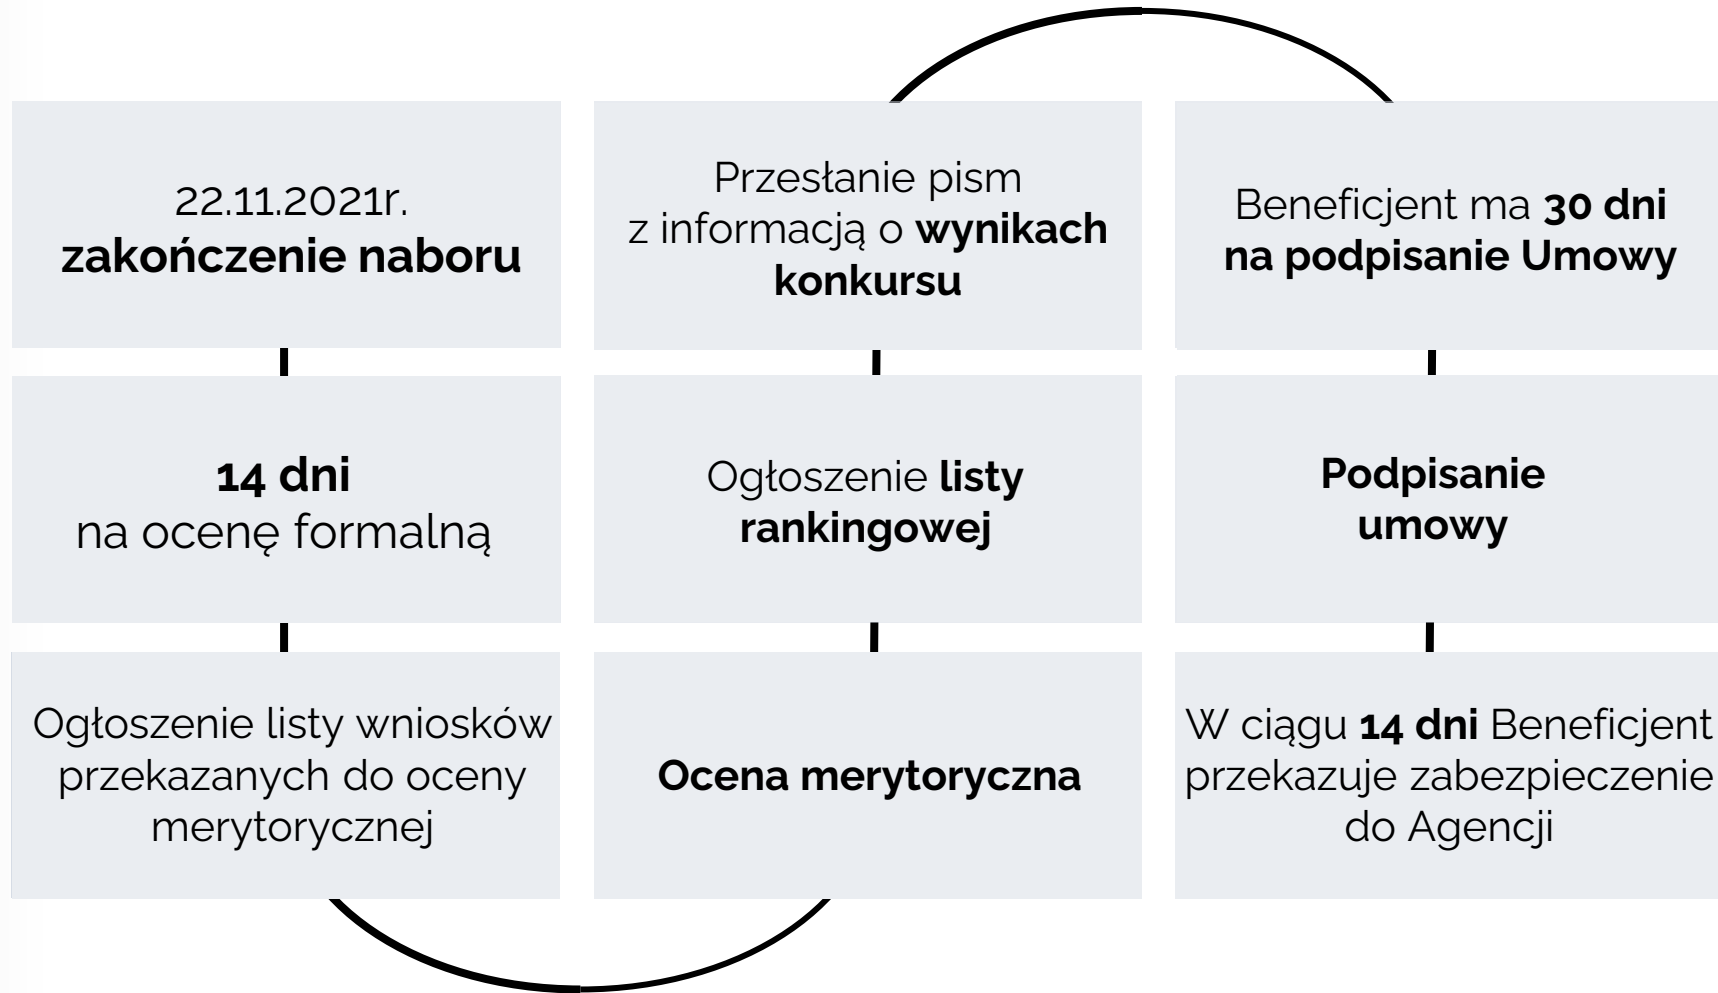 22.11.2021r.
zakończenie naboru
14 dni
na ocenę formalną
Ogłoszenie listy wniosków
przekazanych do oceny
merytorycznej
Ocena merytoryczna
Ogłoszenie listy
rankingowej
Przesłanie pism
z informacją o wynikach
konkursu
Beneficjent ma 30 dni
na podpisanie Umowy
Podpisanie
umowy
W ciągu 14 dni Beneficjent
przekazuje zabezpieczenie
do Agencji